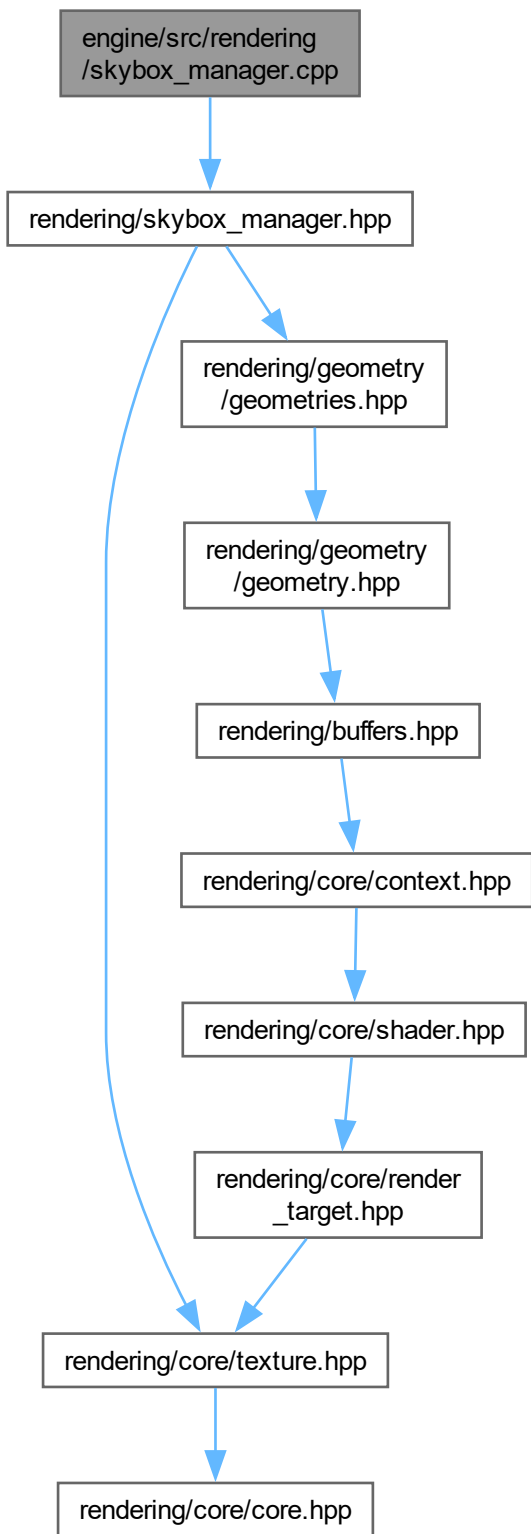 engine/src/rendering
/skybox_manager.cpp
rendering/skybox_manager.hpp
rendering/geometry
/geometries.hpp
rendering/geometry
/geometry.hpp
rendering/buffers.hpp
rendering/core/context.hpp
rendering/core/shader.hpp
rendering/core/render
_target.hpp
rendering/core/texture.hpp
rendering/core/core.hpp